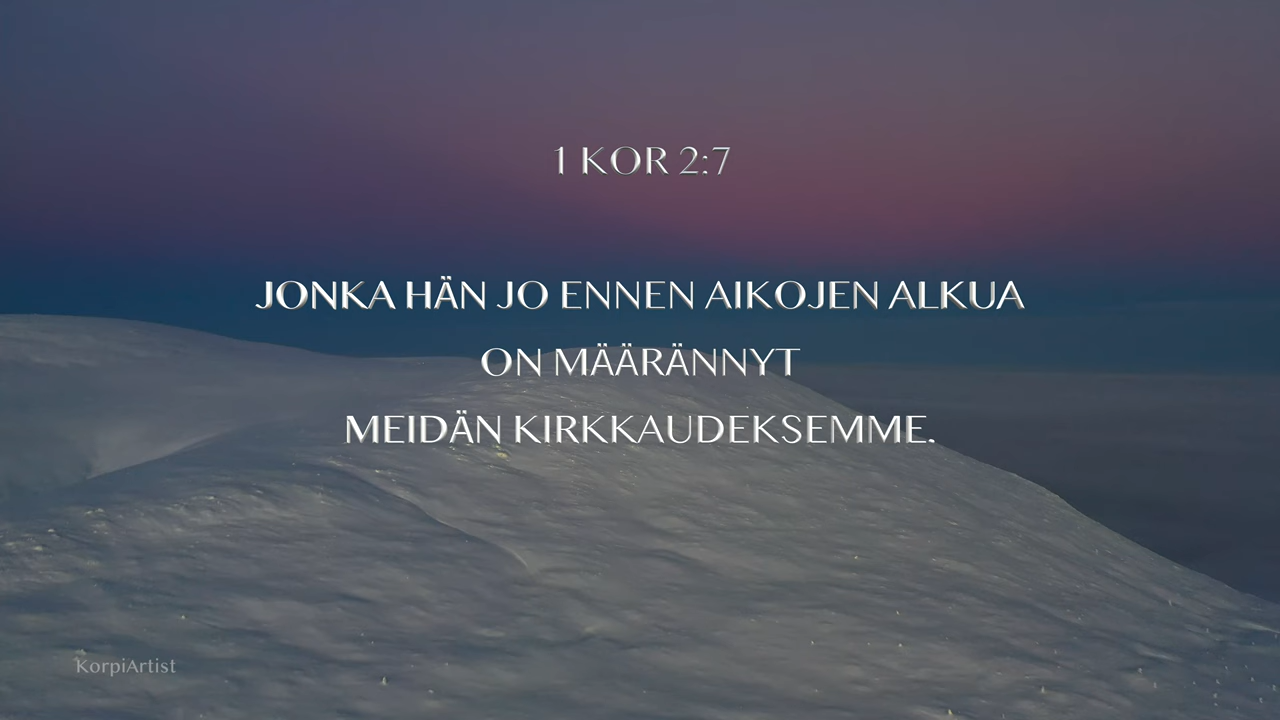 1 KOR 2:7
JONKA HÄN JO ENNEN AIKOJEN ALKUA
ON MÄÄRÄNNYT
MEIDÄN KIRKKAUDEKSEMME.
KorpiArtist